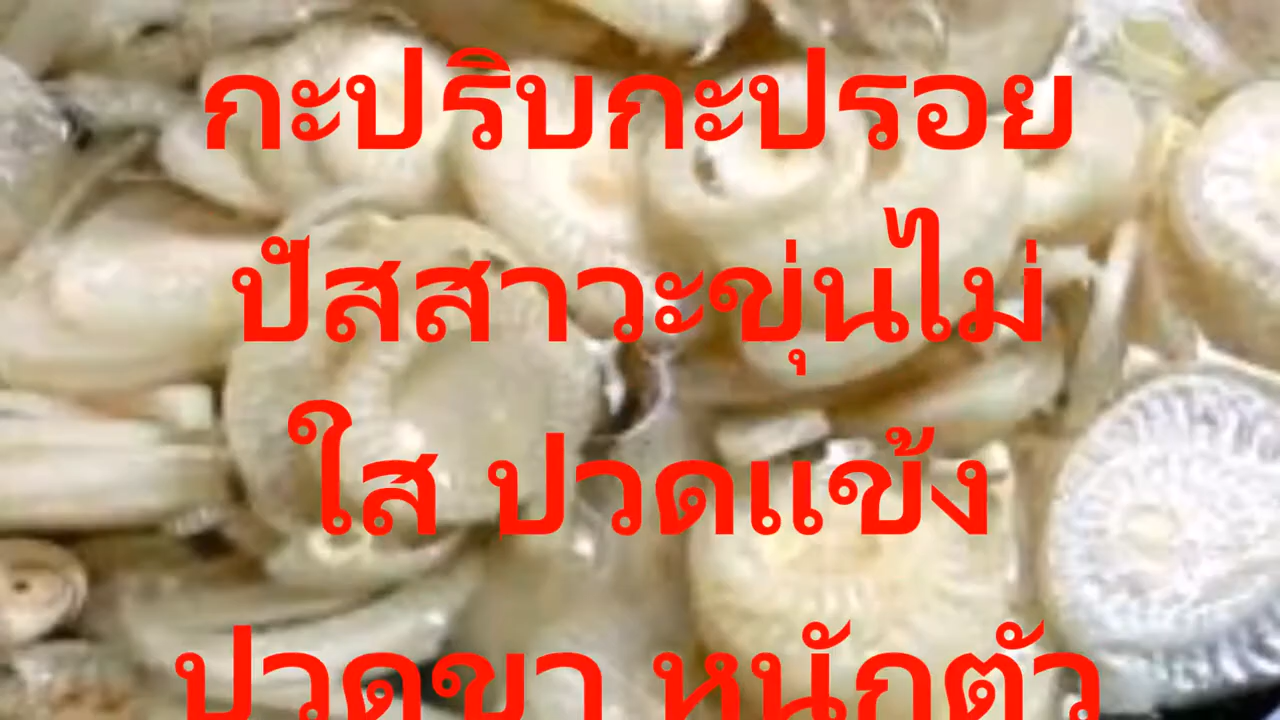 กะปริบกะปรอย
ปัสสาวะขุ่นไม่
ใส ปวดแข้ง
ปวดขา หนักตัว